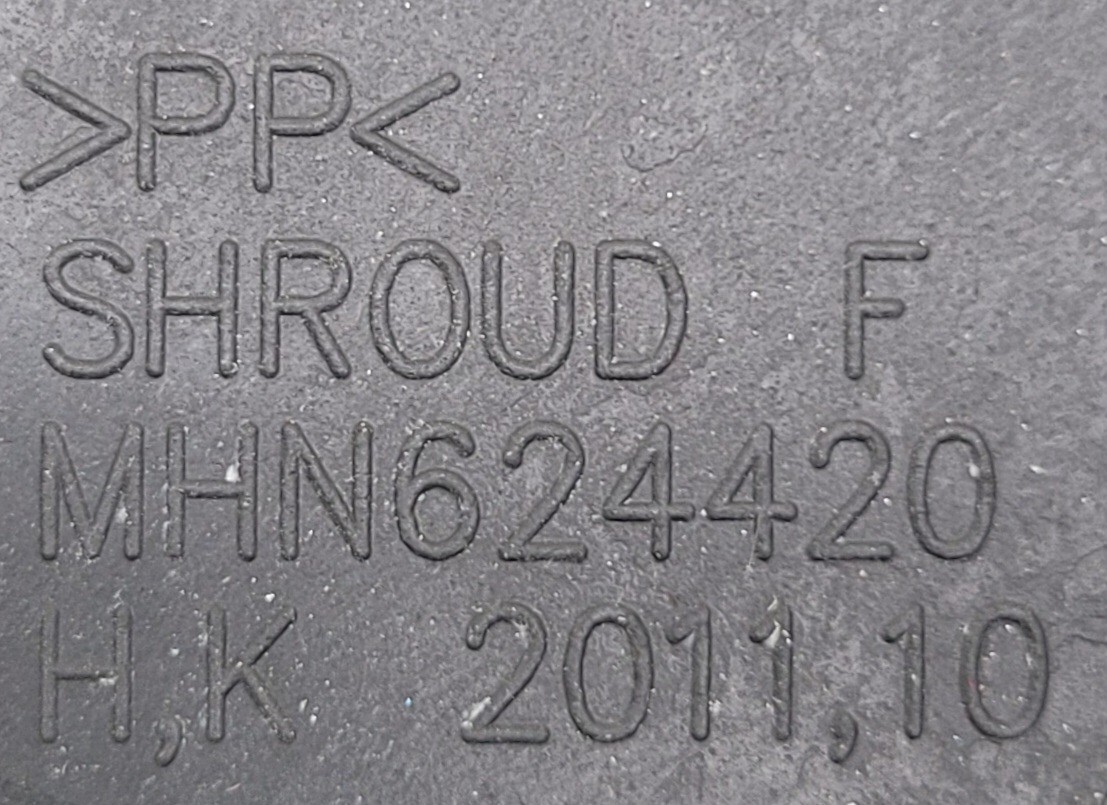 >PP<
SHROUD F
MHN624420
H,K 2011,10